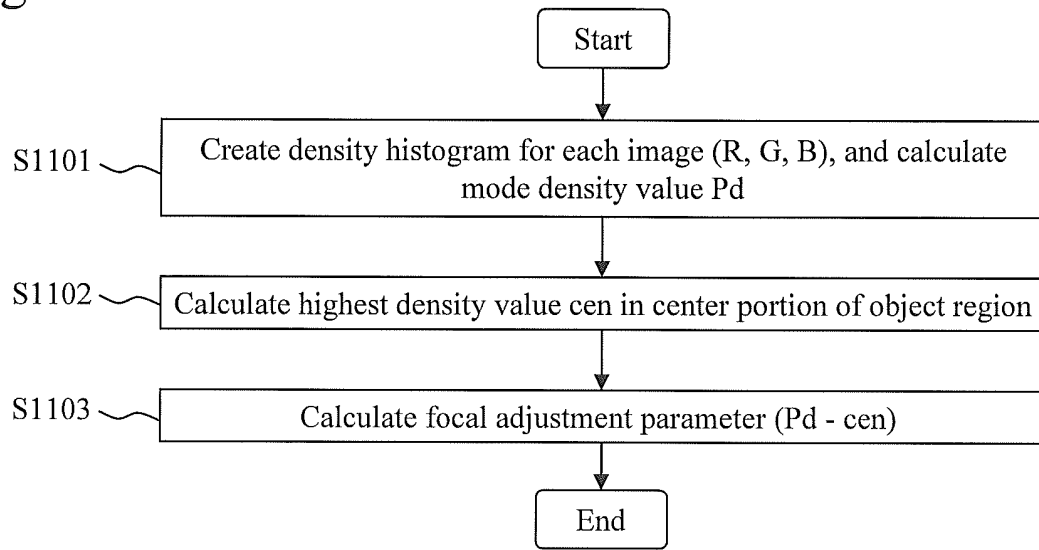 Start
S1101
Create density histogram for each image (R, G, B), and calculate
mode density value Pd
S1102
Calculate highest density value cen in center portion of object region
S1103
Calculate focal adjustment parameter (Pd - cen)
End